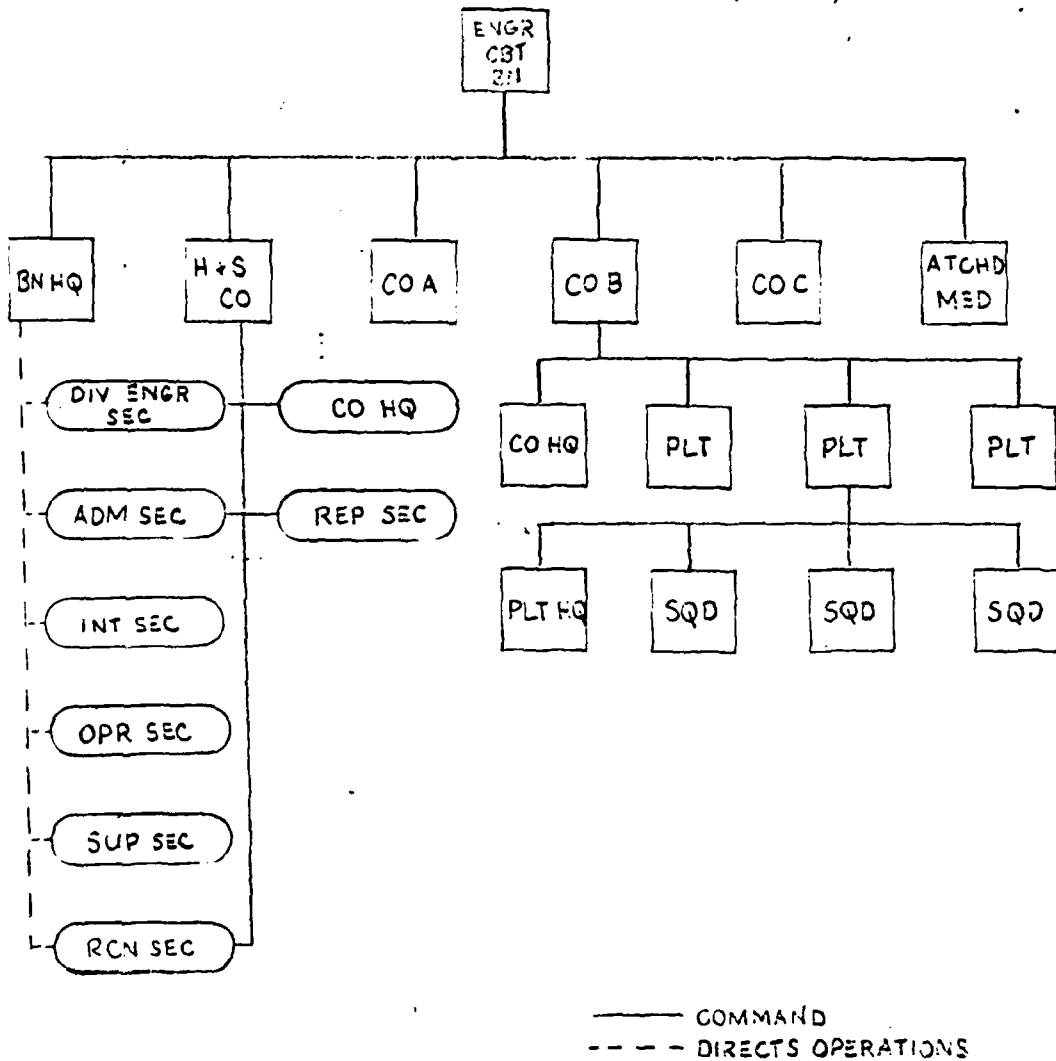 ENGR
CBT
BN
BN HQ
H & S
CO
CO A
CO B
CO C
ATCHD
MED
DIV ENGR
SEC
CO HQ
CO HQ
PLT
PLT
PLT
ADM SEC
REP SEC
PLT HQ
SQD
SQD
SQD
INT SEC
OPR SEC
SUP SEC
RCN SEC
COMMAND
DIRECTS OPERATIONS